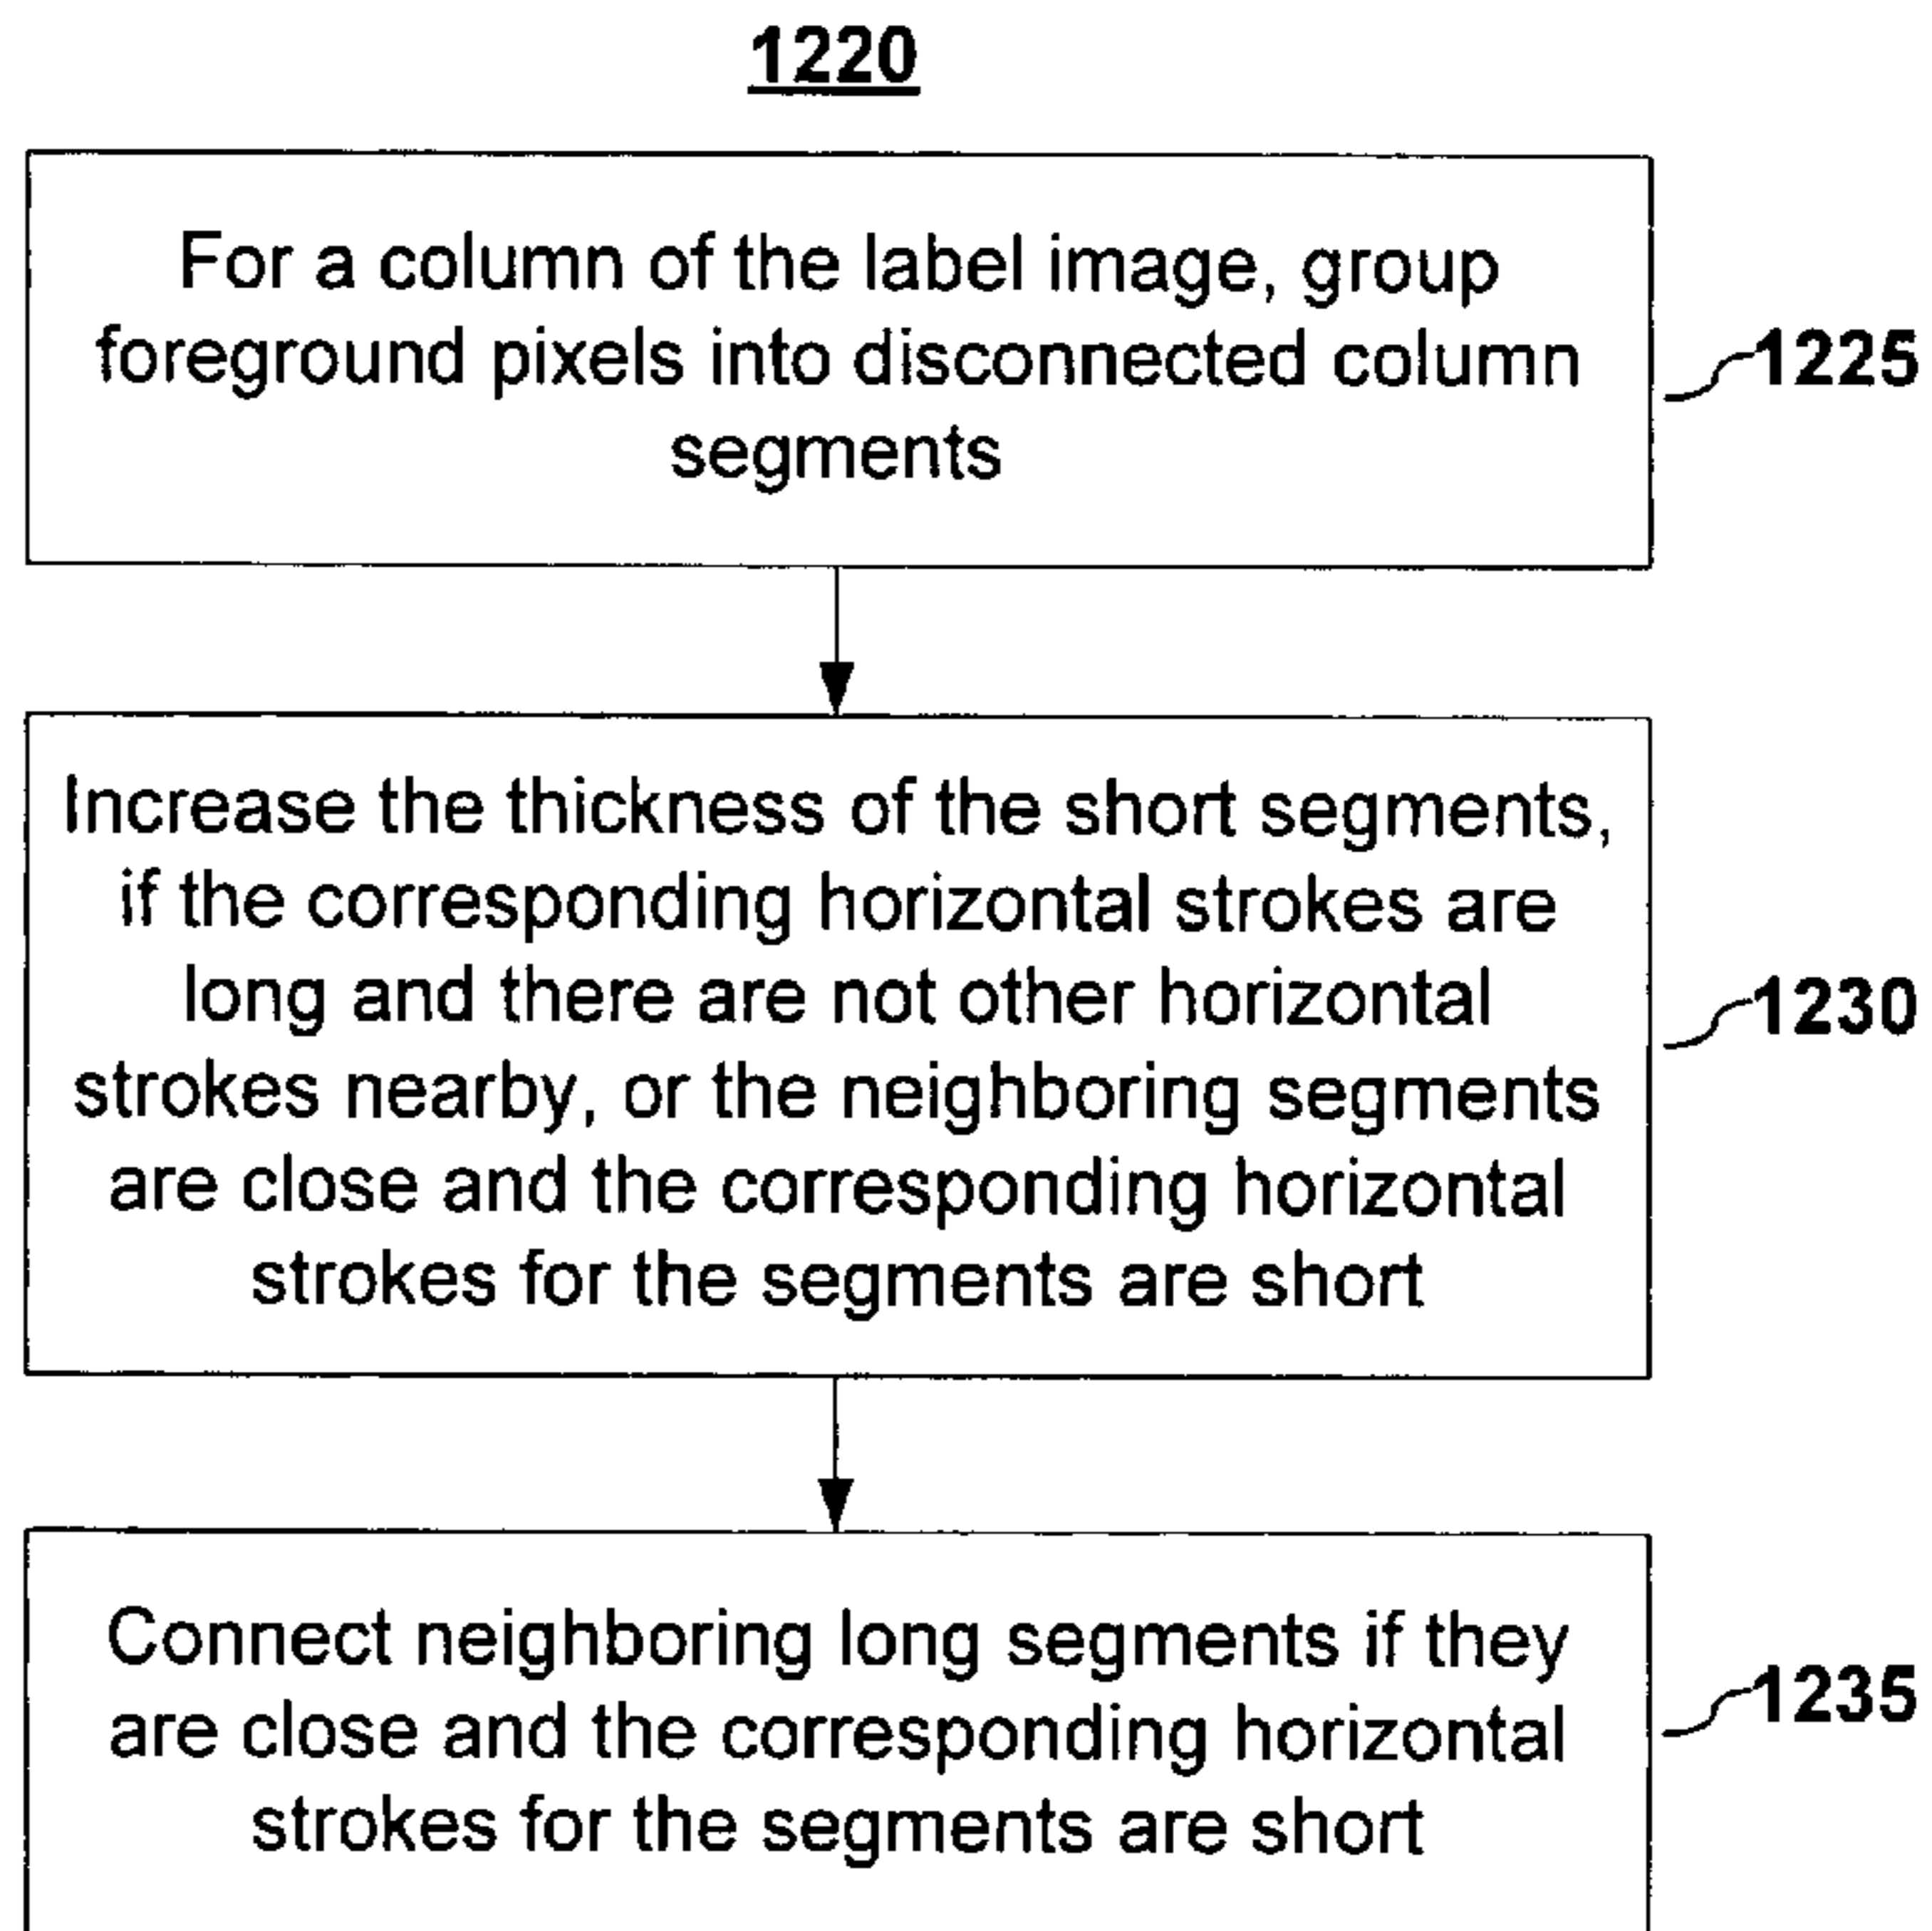 1220
For a column of the label image, group
foreground pixels into disconnected column
segments
1225
Increase the thickness of the short segments,
if the corresponding horizontal strokes are
long and there are not other horizontal
strokes nearby, or the neighboring segments
are close and the corresponding horizontal
strokes for the segments are short
1230
Connect neighboring long segments if they
are close and the corresponding horizontal
strokes for the segments are short
1235